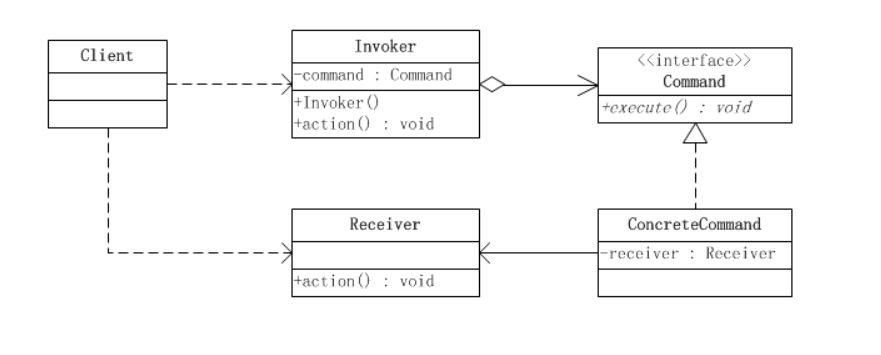 Client
Invoker
-command : Command
+Invoker()
+action() : void
<<interface>>
Command
+execute() : void
Receiver
+action() : void
ConcreteCommand
-receiver : Receiver